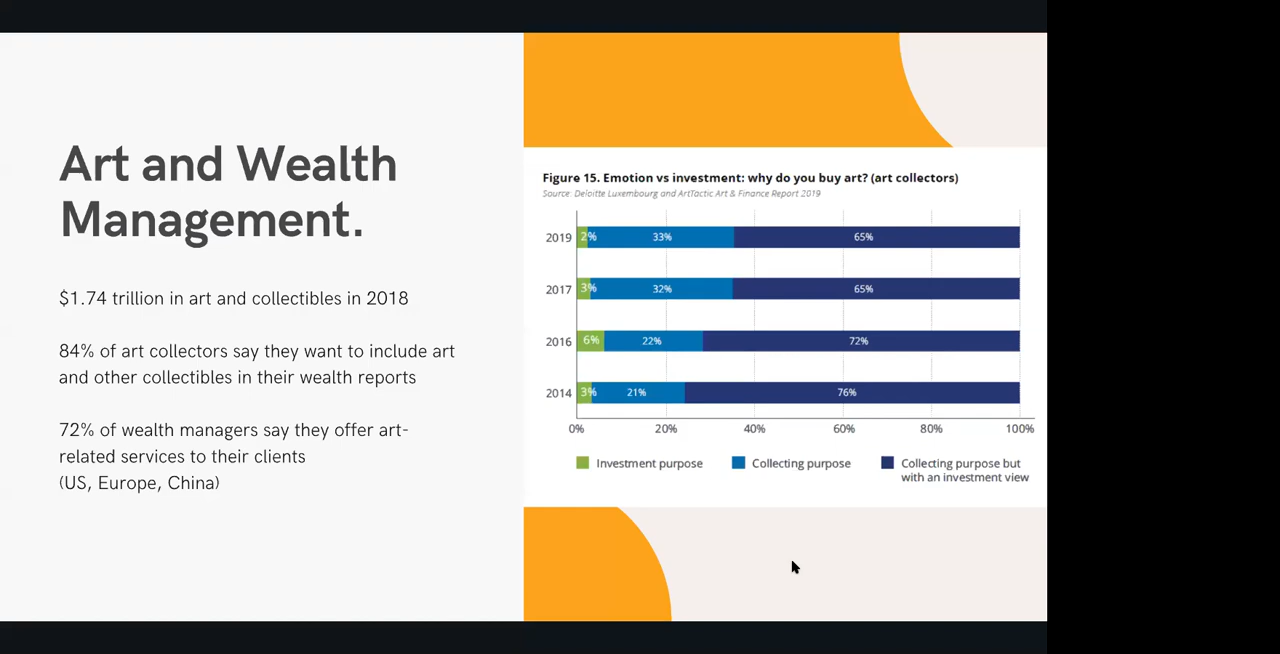 Art and Wealth
Management.
$1.74 trillion in art and collectibles in 2018
84% of art collectors say they want to include art
and other collectibles in their wealth reports
72% of wealth managers say they offer art-
related services to their clients
(US, Europe, China)
Figure 15. Emotion vs investment: why do you buy art? (art collectors)
Source: Deloitte Luxembourg and ArtTactic Art & Finance Report 2019
2019 2% 33% 65%
2017 3% 32% 65%
2016 6% 22% 72%
2014 3% 21% 76%
0% 20% 40% 60% 80% 100%
Investment purpose
Collecting purpose
Collecting purpose but
with an investment view